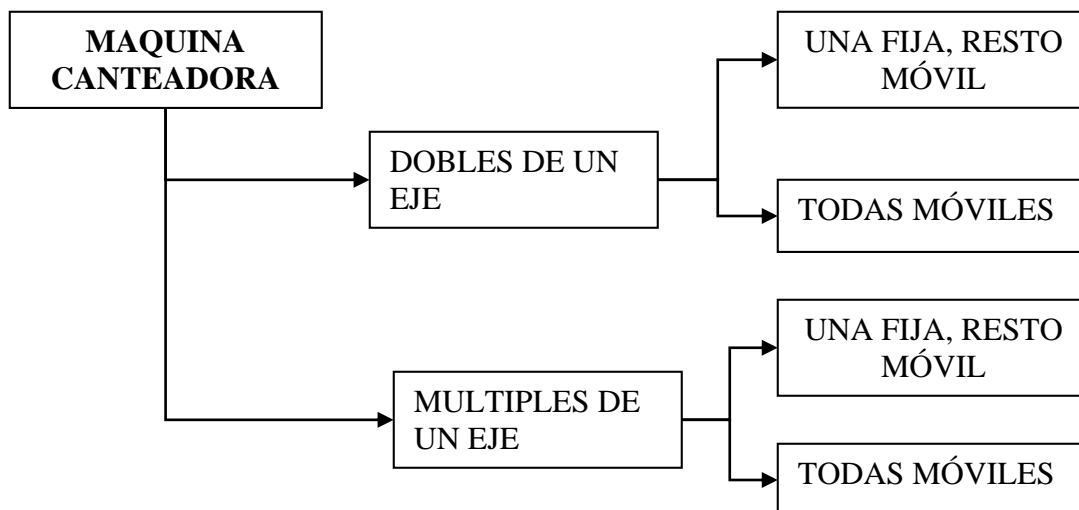 MAQUINA
CANTEADORA
UNA FIJA, RESTO
MÓVIL
DOBLES DE UN
EJE
TODAS MÓVILES
UNA FIJA, RESTO
MÓVIL
MULTIPLES DE
UN EJE
TODAS MÓVILES